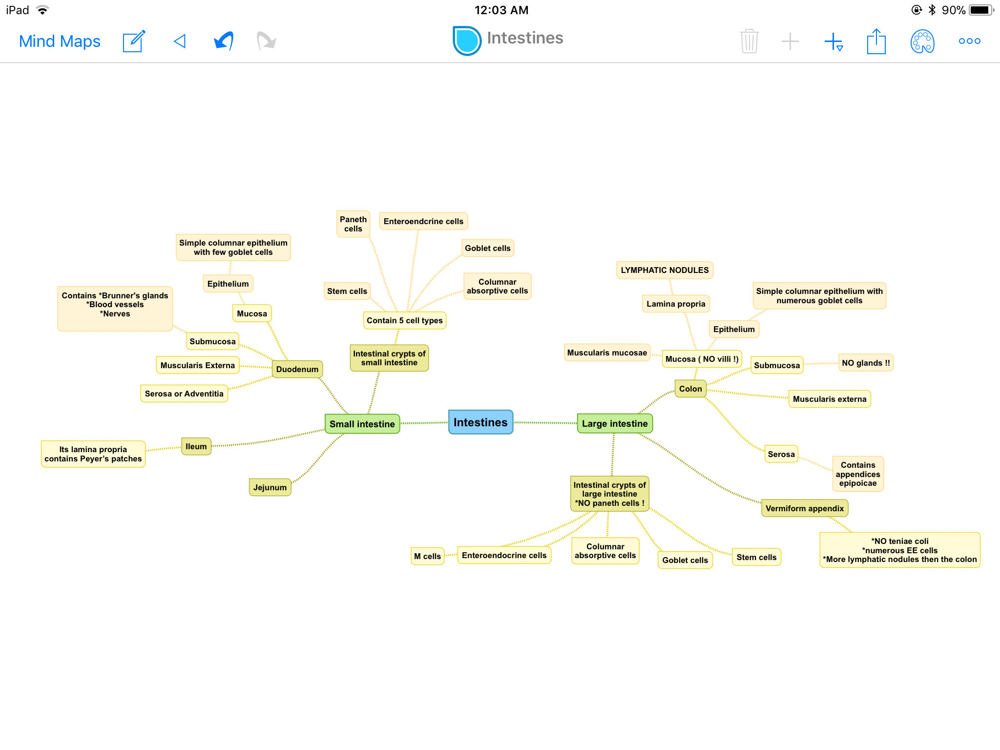 iPad
12:03 AM
90%
Mind Maps
Intestines
Paneth
cells
Enteroendcrine cells
Simple columnar epithelium
with few goblet cells
Goblet cells
LYMPHATIC NODULES
Epithelium
Columnar
absorptive cells
Stem cells
Simple columnar epithelium with
numerous goblet cells
Contains *Brunner's glands
*Blood vessels
*Nerves
Lamina propria
Mucosa
Contain 5 cell types
Epithelium
Submucosa
Muscularis mucosae
Intestinal crypts of
small intestine
Mucosa ( NO villi !)
Submucosa
NO glands !!
Muscularis Externa
Duodenum
Colon
Serosa or Adventitia
Muscularis externa
Small intestine
Intestines
Large intestine
Ileum
Its lamina propria
contains Peyer’s patches
Serosa
Contains
appendices
epipoicae
Jejunum
Intestinal crypts of
large intestine
*NO paneth cells !
Vermiform appendix
M cells
Enteroendocrine cells
Columnar
absorptive cells
Goblet cells
Stem cells
*NO teniae coli
*numerous EE cells
*More lymphatic nodules then the colon